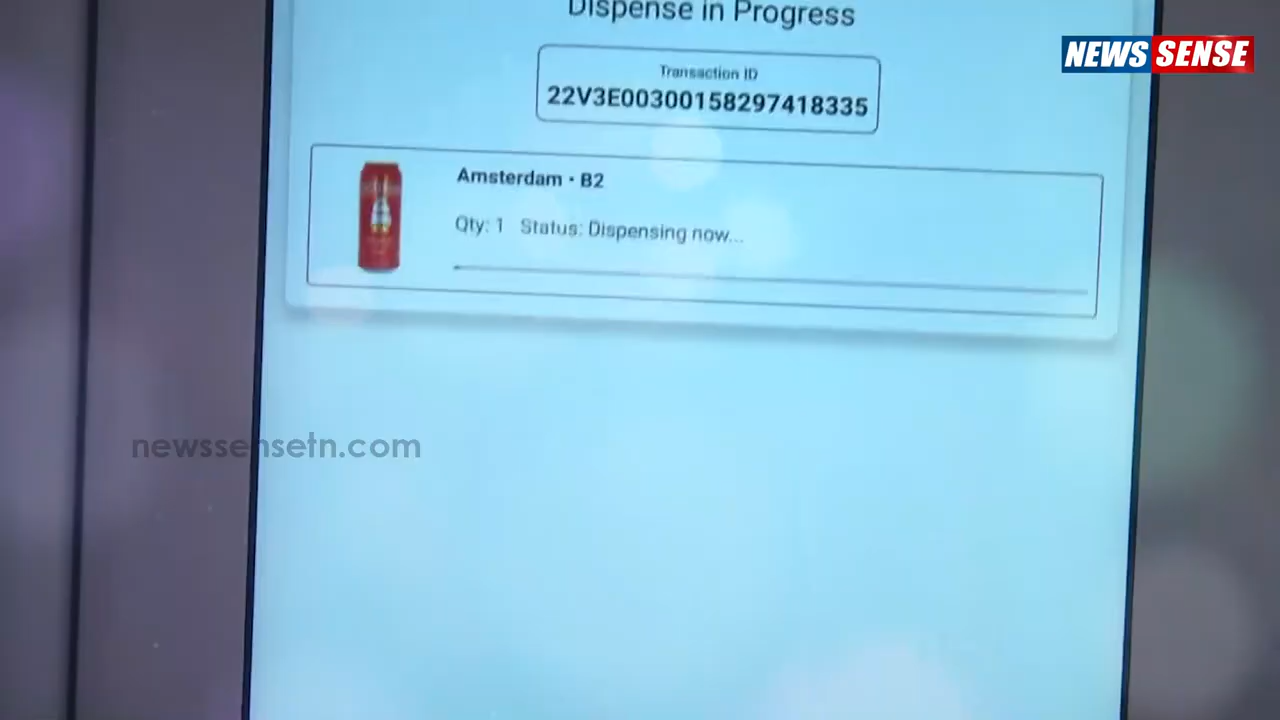 Dispense in Progress
NEWS SENSE
Transaction ID
22V3E00300158297418335
Amsterdam • B2
Qty: 1 Status: Dispensing now...
newssensetn.com